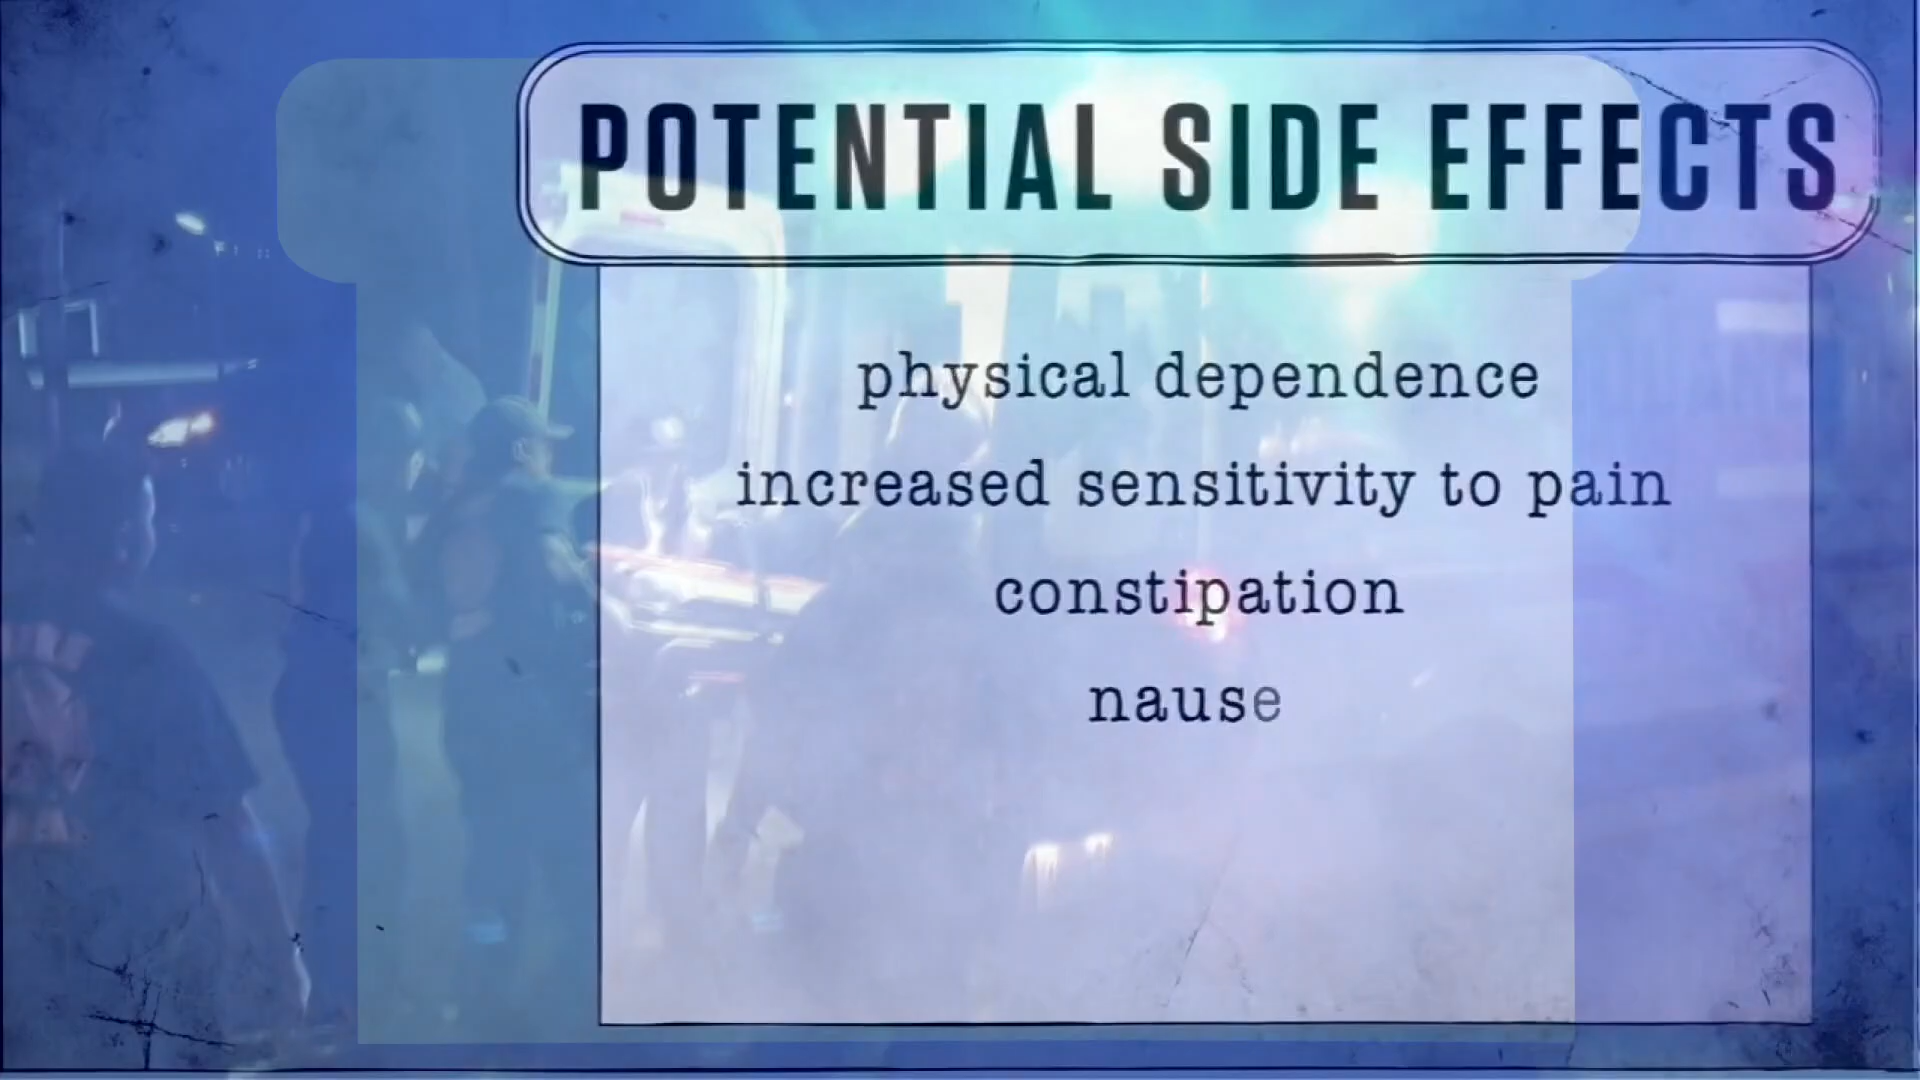 POTENTIAL SIDE EFFECTS
physical dependence
increased sensitivity to pain
constipation
nause